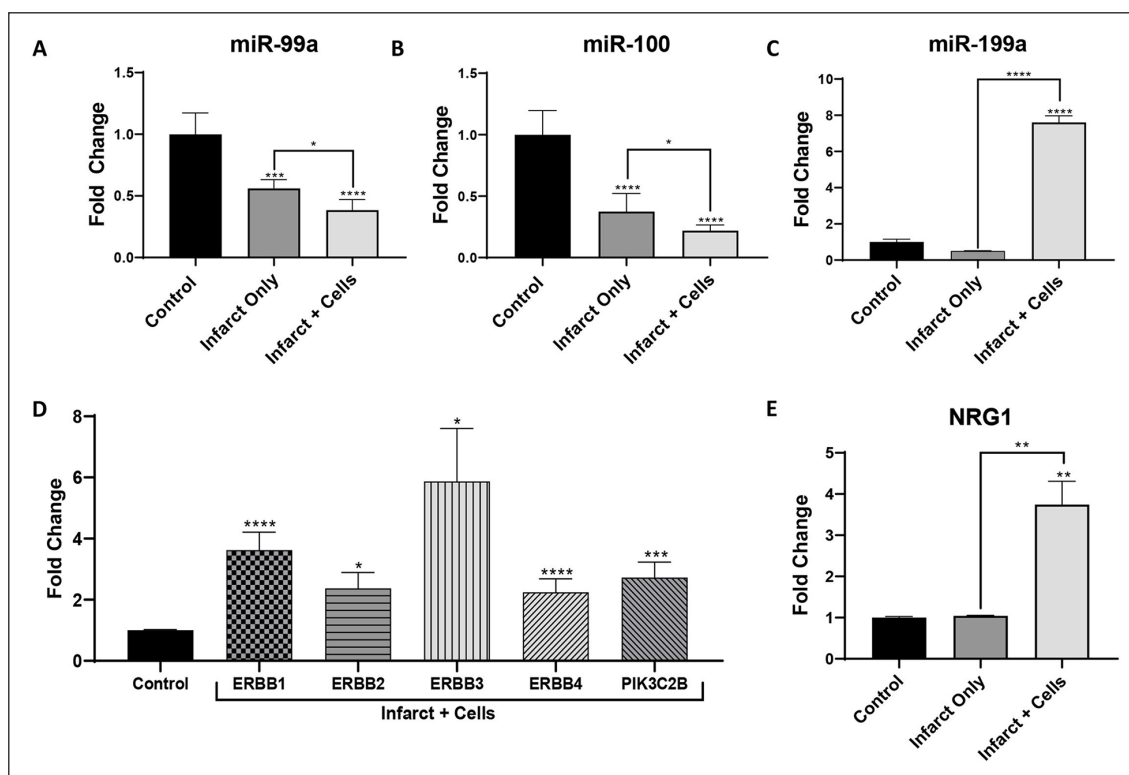 A
miR-99a
Fold Change
1.5
1.0
0.5
0.0
***
****
*
Control
Infarct Only
Infarct + Cells
B
miR-100
Fold Change
1.5
1.0
0.5
0.0
****
****
*
Control
Infarct Only
Infarct + Cells
C
miR-199a
Fold Change
10
8
6
4
2
0
****
****
Control
Infarct Only
Infarct + Cells
D
Fold Change
8
6
4
2
0
****
*
*
****
***
Control
ERBB1
ERBB2
ERBB3
ERBB4
PIK3C2B
Infarct + Cells
E
NRG1
Fold Change
5
4
3
2
1
0
**
**
Control
Infarct Only
Infarct + Cells